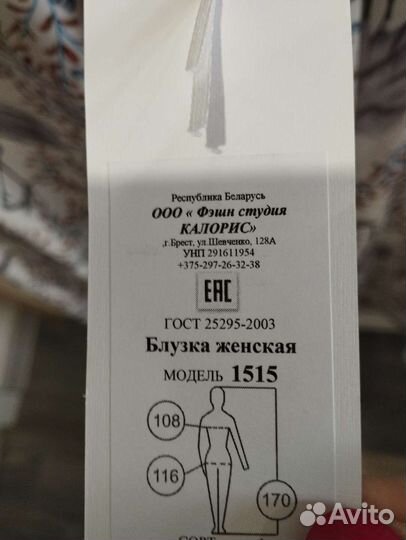 Республика Беларусь
ООО « Фэшн студия
КАЛОРИС»
,г.Брест, ул.Шевченко, 128А
УНП 291611954
+375-297-26-32-38
EAC
ГОСТ 25295-2003
Блузка женская
МОДЕЛЬ 1515
108
116
170
Avito